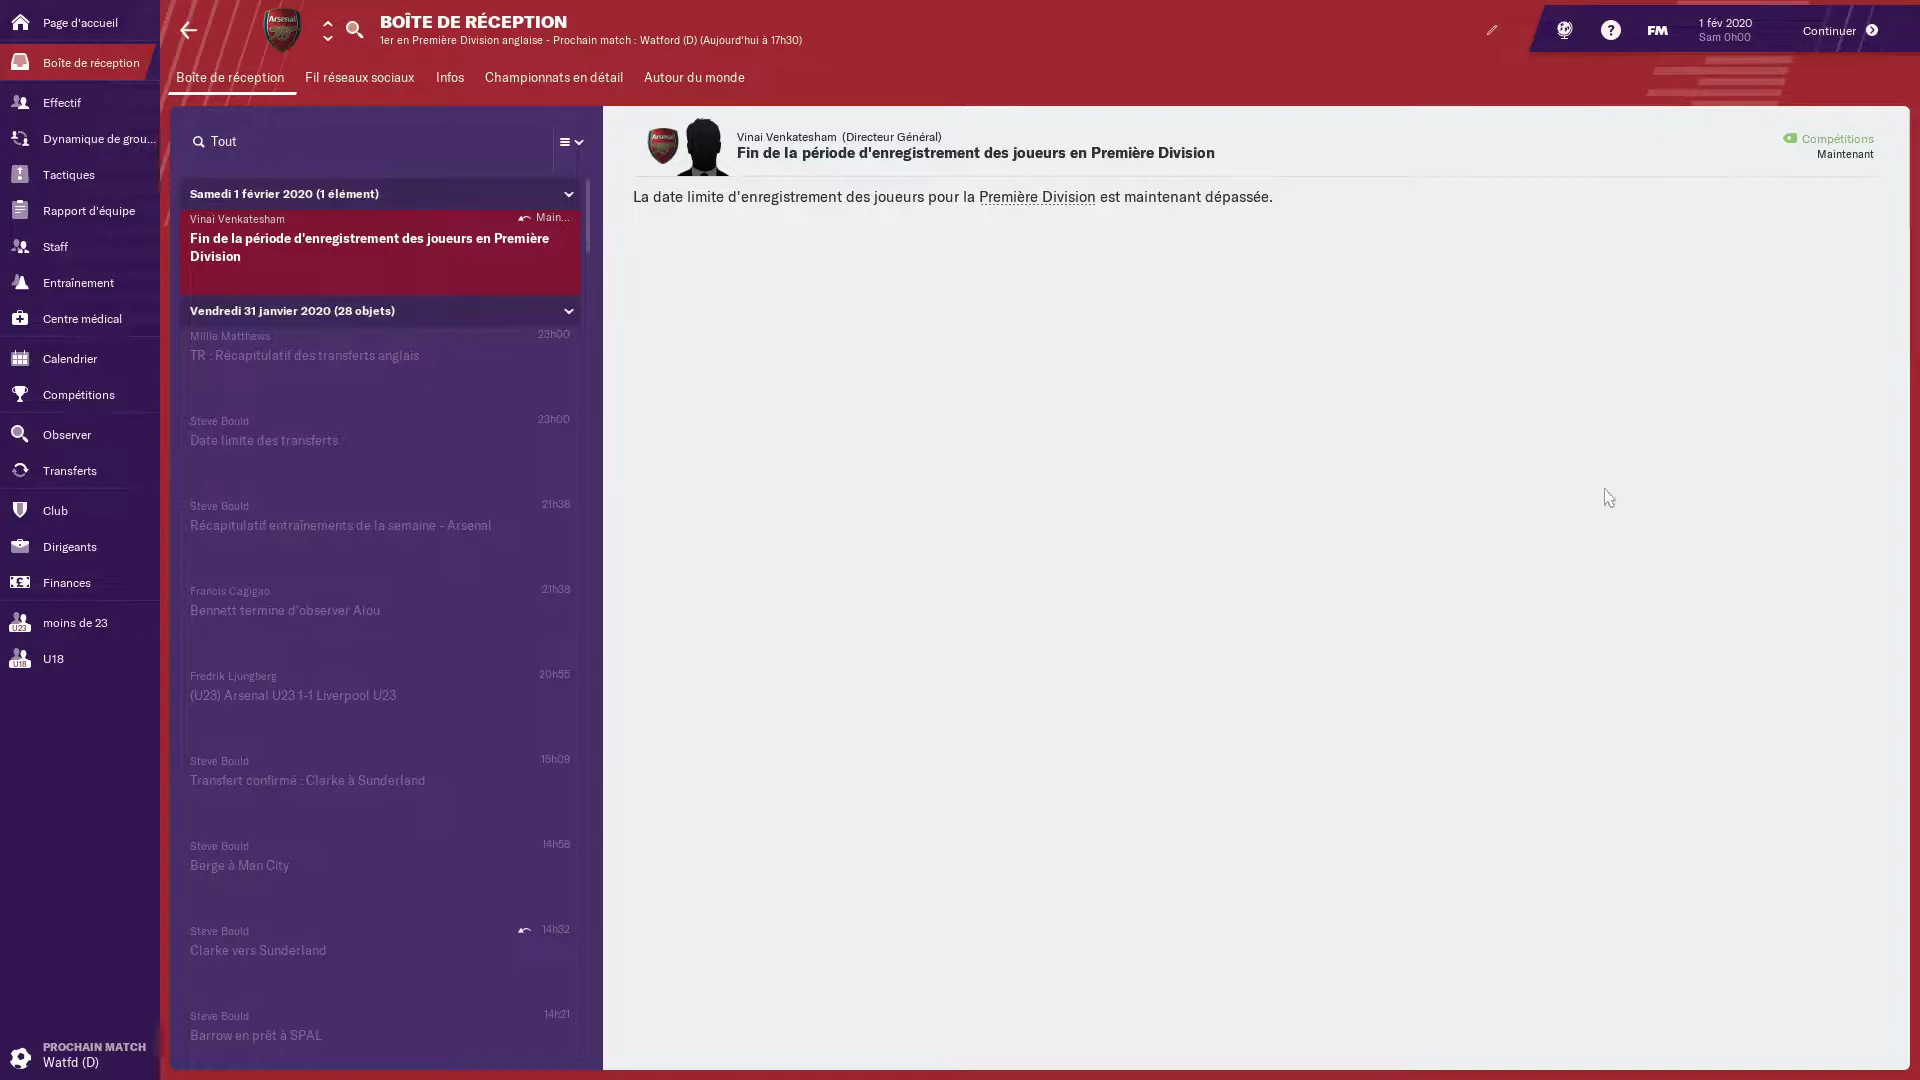 Page d'accueil
Boîte de réception
Effectif
Dynamique de grou...
Tactiques
Rapport d'équipe
Staff
Entraînement
Centre médical
Calendrier
Compétitions
Observer
Transferts
Club
Dirigeants
Finances
U23
moins de 23
U18
U18
PROCHAIN MATCH
Watfd (D)
Arsenal
BOÎTE DE RÉCEPTION
1er en Première Division anglaise - Prochain match : Watford (D) (Aujourd'hui à 17h30)
FM
1 fév 2020
Sam 0h00
Continuer
Boîte de réception
Fil réseaux sociaux
Infos
Championnats en détail
Autour du monde
Tout
Samedi 1 février 2020 (1 élément)
Vinai Venkatesham
Main...
Fin de la période d'enregistrement des joueurs en Première
Division
Vendredi 31 janvier 2020 (28 objets)
Millie Matthews
23h00
TR : Récapitulatif des transferts anglais
Steve Bould
23h00
Date limite des transferts
Steve Bould
21h38
Récapitulatif entraînements de la semaine - Arsenal
Francis Cagigao
21h38
Bennett termine d'observer Alou
Fredrik Ljungberg
20h55
(U23) Arsenal U23 1-1 Liverpool U23
Steve Bould
15h09
Transfert confirmé : Clarke à Sunderland
Steve Bould
14h58
Berge à Man City
Steve Bould
14h32
Clarke vers Sunderland
Steve Bould
14h21
Barrow en prêt à SPAL
Arsenal
Vinai Venkatesham (Directeur Général)
Fin de la période d'enregistrement des joueurs en Première Division
Compétitions
Maintenant
La date limite d'enregistrement des joueurs pour la Première Division est maintenant dépassée.